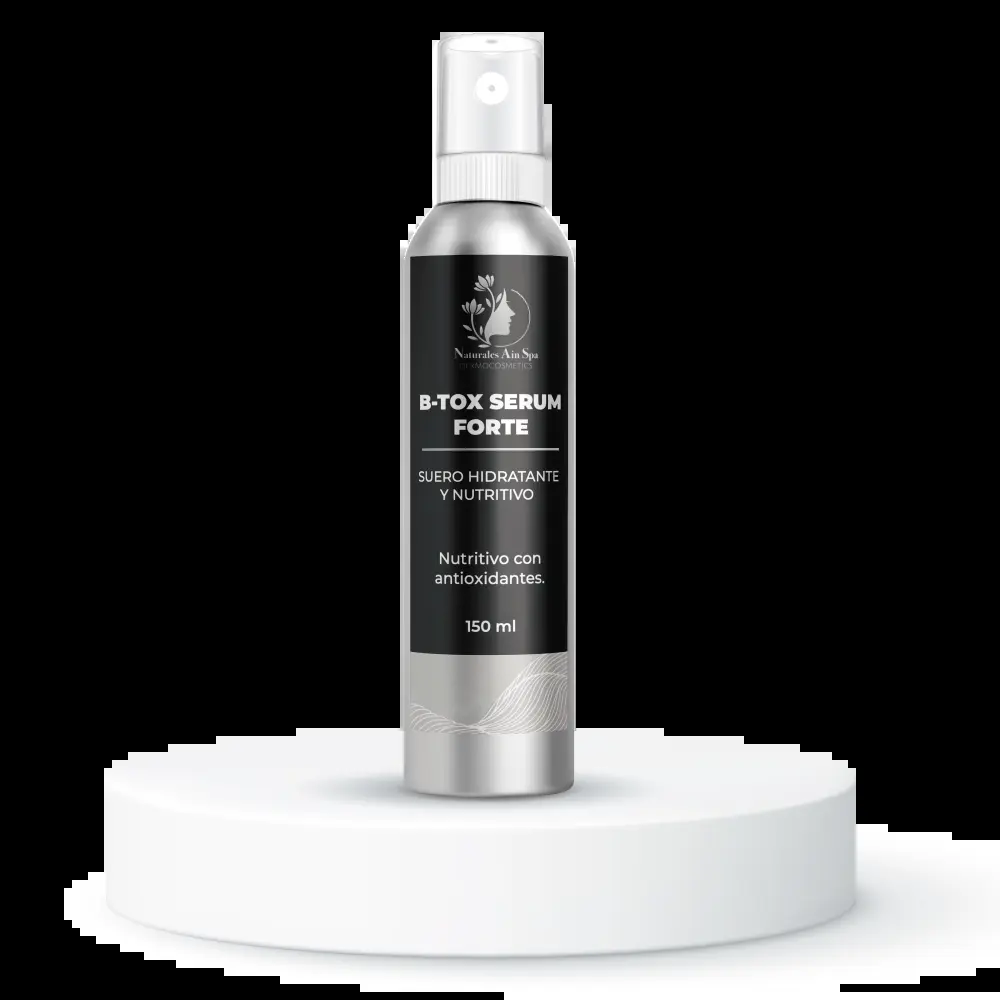 Naturales Ain Spa
B-TOX SERUM
FORTE
SUERO HIDRATANTE
Y NUTRITIVO
Nutritivo con
antioxidantes.
150 ml